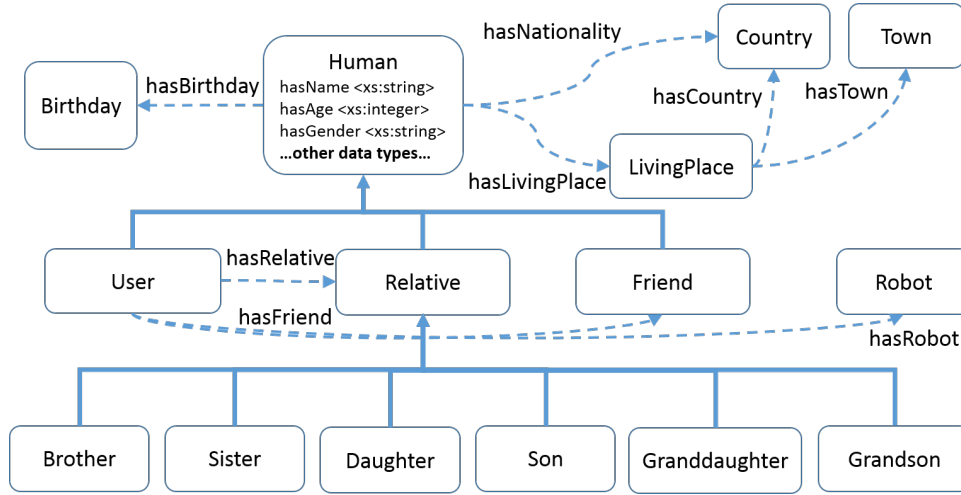 hasNationality
Country
Town
Human
hasName <xs:string>
hasAge <xs:integer>
hasGender <xs:string>
...other data types...
hasBirthday
Birthday
hasCountry
hasTown
LivingPlace
hasLivingPlace
User
hasRelative
Relative
Friend
Robot
hasFriend
hasRobot
Brother
Sister
Daughter
Son
Granddaughter
Grandson